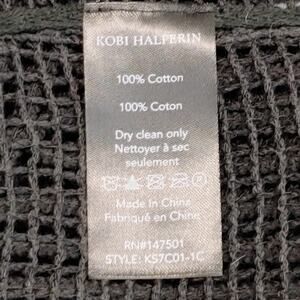 KOBI HALPERIN
100% Cotton
100% Coton
Dry clean only
Nettoyer à sec
seulement
Made In China
Fabriqué en Chine
RN#147501
STYLE: KS7C01-1C